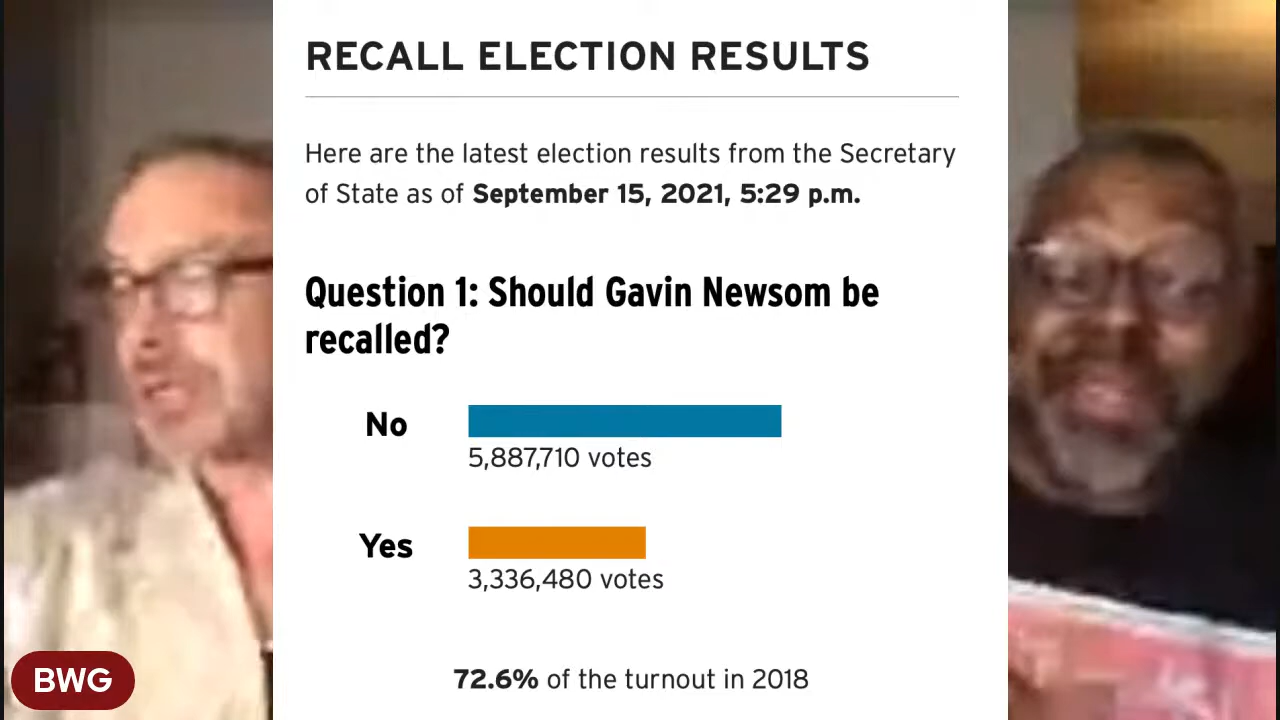 RECALL ELECTION RESULTS
Here are the latest election results from the Secretary
of State as of September 15, 2021, 5:29 p.m.
Question 1: Should Gavin Newsom be
recalled?
No
5,887,710 votes
Yes
3,336,480 votes
72.6% of the turnout in 2018
BWG